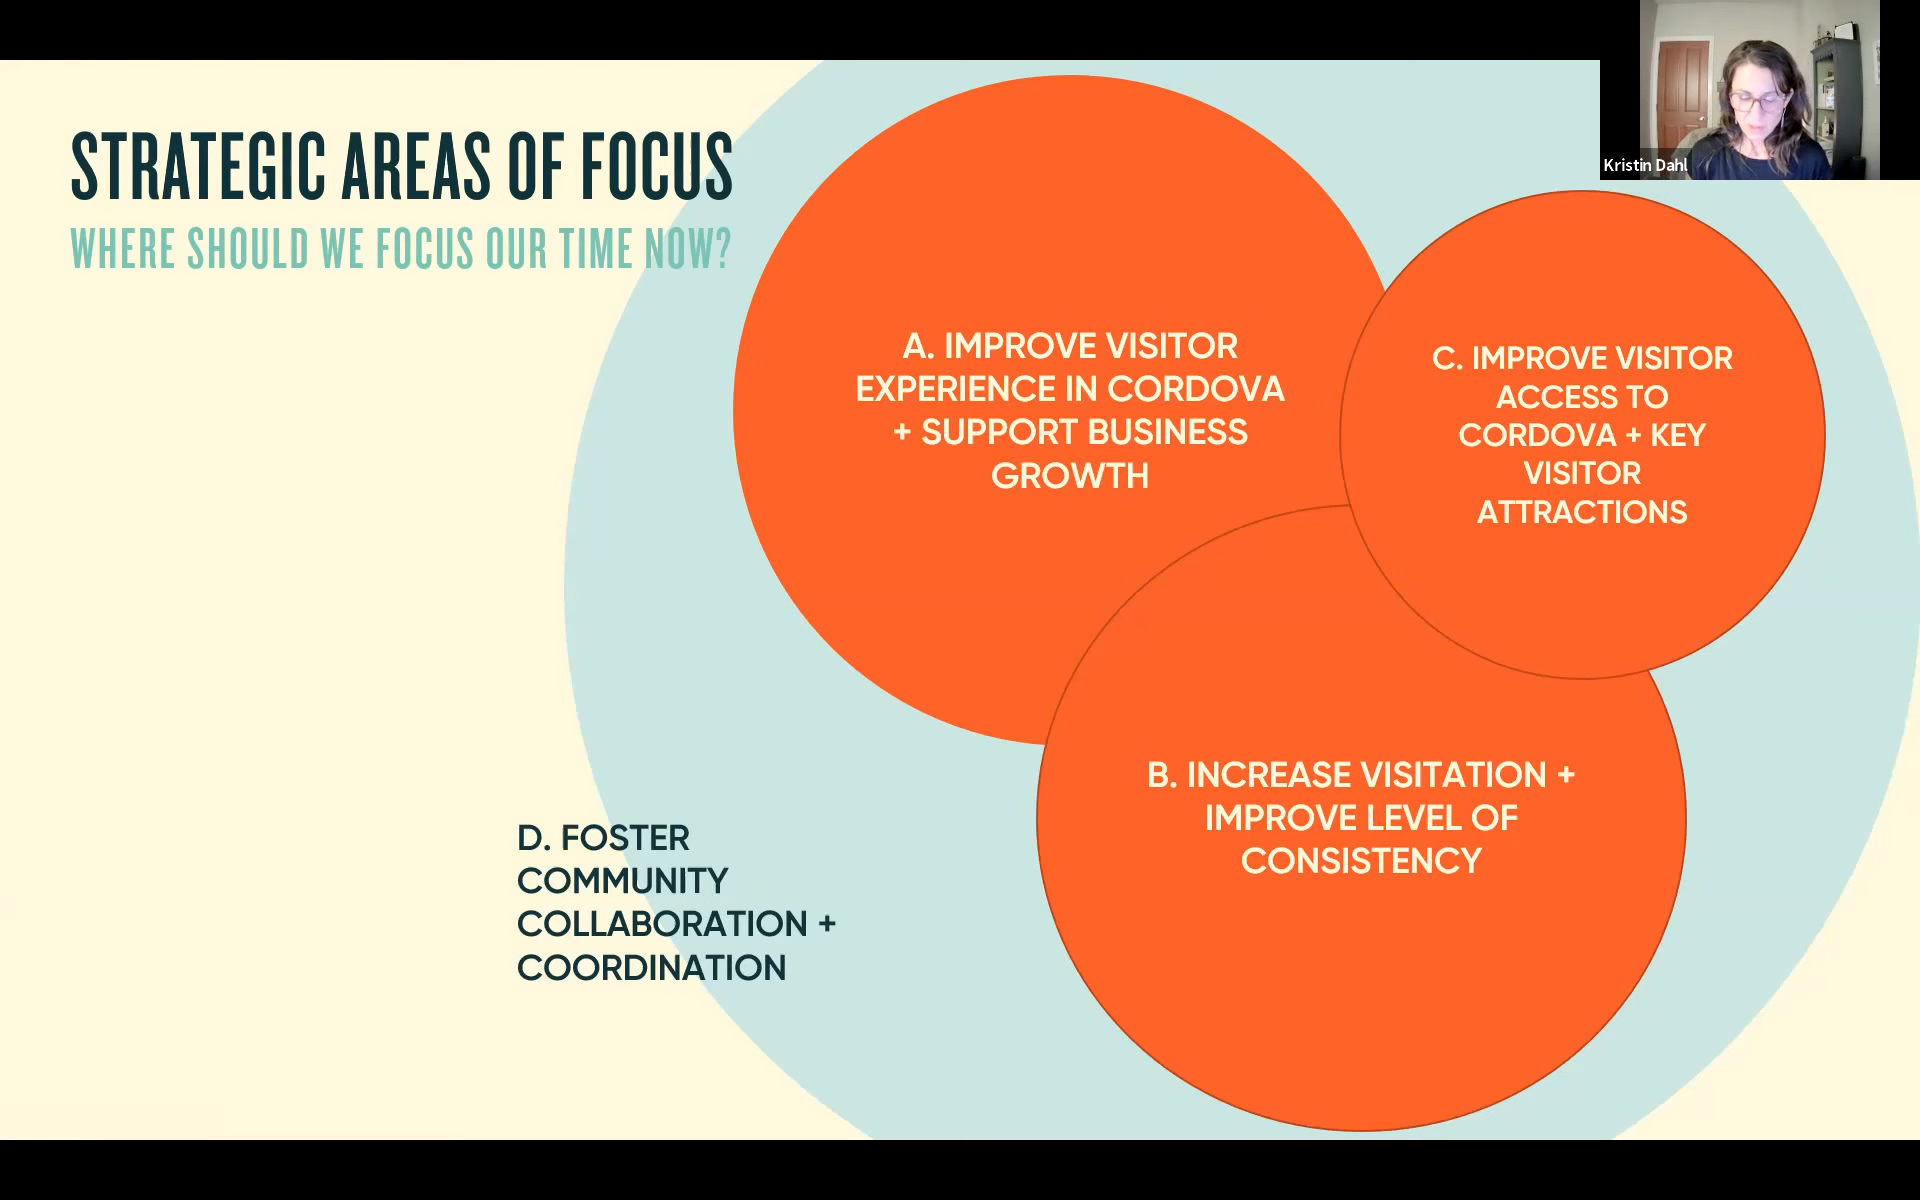 STRATEGIC AREAS OF FOCUS
WHERE SHOULD WE FOCUS OUR TIME NOW?
A. IMPROVE VISITOR
EXPERIENCE IN CORDOVA
+ SUPPORT BUSINESS
GROWTH
C. IMPROVE VISITOR
ACCESS TO
CORDOVA + KEY
VISITOR
ATTRACTIONS
B. INCREASE VISITATION +
IMPROVE LEVEL OF
CONSISTENCY
D. FOSTER
COMMUNITY
COLLABORATION +
COORDINATION
Kristin Dahl